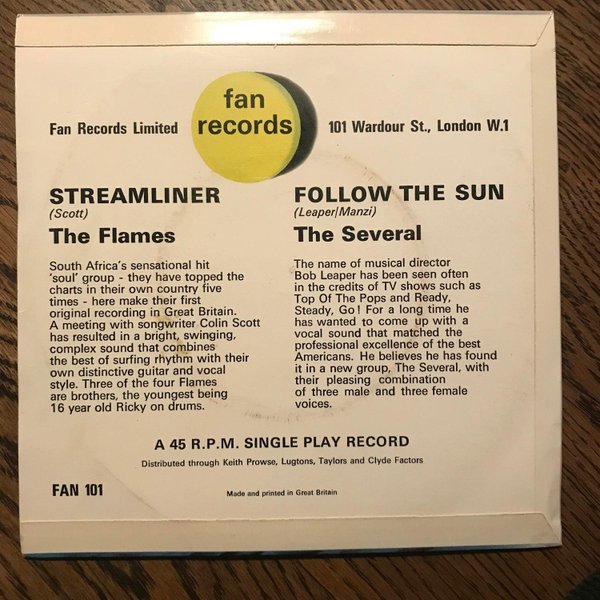 fan
records
Fan Records Limited
101 Wardour St., London W.1
STREAMLINER
(Scott)
The Flames
South Africa's sensational hit
'soul' group - they have topped the
charts in their own country five
times - here make their first
original recording in Great Britain.
A meeting with songwriter Colin Scott
has resulted in a bright, swinging,
complex sound that combines
the best of surfing rhythm with their
own distinctive guitar and vocal
style. Three of the four Flames
are brothers, the youngest being
16 year old Ricky on drums.
FOLLOW THE SUN
(Leaper/Manzi)
The Several
The name of musical director
Bob Leaper has been seen often
in the credits of TV shows such as
Top Of The Pops and Ready,
Steady, Go! For a long time he
has wanted to come up with a
vocal sound that matched the
professional excellence of the best
Americans. He believes he has found
it in a new group, The Several, with
their pleasing combination
of three male and three female
voices.
A 45 R.P.M. SINGLE PLAY RECORD
Distributed through Keith Prowse, Lugtons, Taylors and Clyde Factors
FAN 101
Made and printed in Great Britain